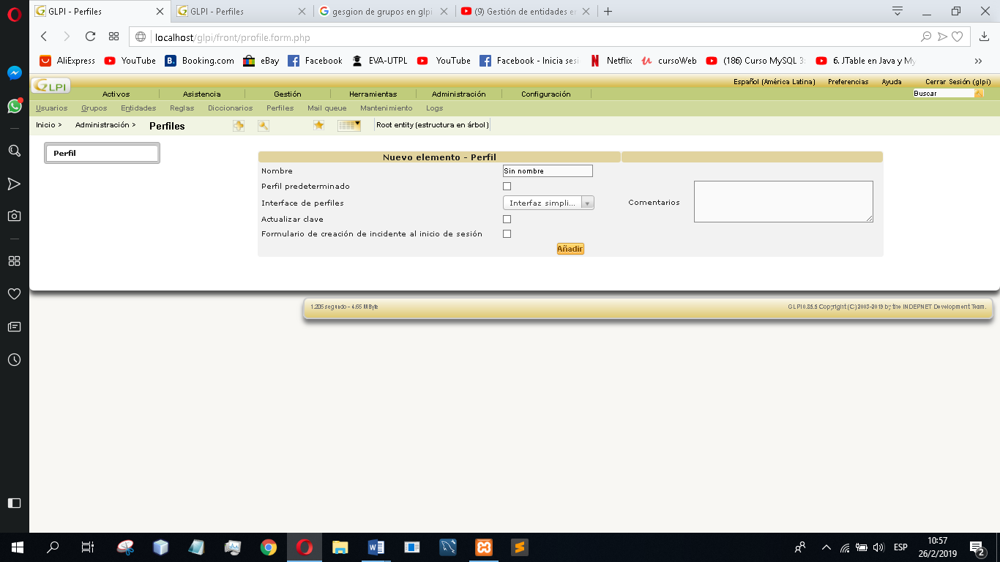 GLPI - Perfiles
GLPI - Perfiles
gesgion de grupos en glpi
(9) Gestión de entidades en
localhost/glpi/front/profile.form.php
AliExpress
YouTube
Booking.com
eBay
Facebook
EVA-UTPL
YouTube
Facebook - Inicia sesi
Netflix
cursoWeb
(186) Curso MySQL 3:
6. JTable en Java y My
GLPI
Español (América Latina)
Preferencias
Ayuda
Cerrar Sesión (glpi)
Activos
Asistencia
Gestión
Herramientas
Administración
Configuración
Buscar
Usuarios
Grupos
Entidades
Reglas
Diccionarios
Perfiles
Mail queue
Mantenimiento
Logs
Inicio >
Administración >
Perfiles
Root entity (estructura en árbol)
Perfil
Nuevo elemento - Perfil
Nombre
Sin nombre
Perfil predeterminado
Interface de perfiles
Interfaz simpli...
Comentarios
Actualizar clave
Formulario de creación de incidente al inicio de sesión
Añadir
1.205 segundo - 4.65 MByte
GLPI 0.85.5 Copyright (C) 2003-2019 by the INDEPNET Development Team.
ESP
10:57
26/2/2019
2